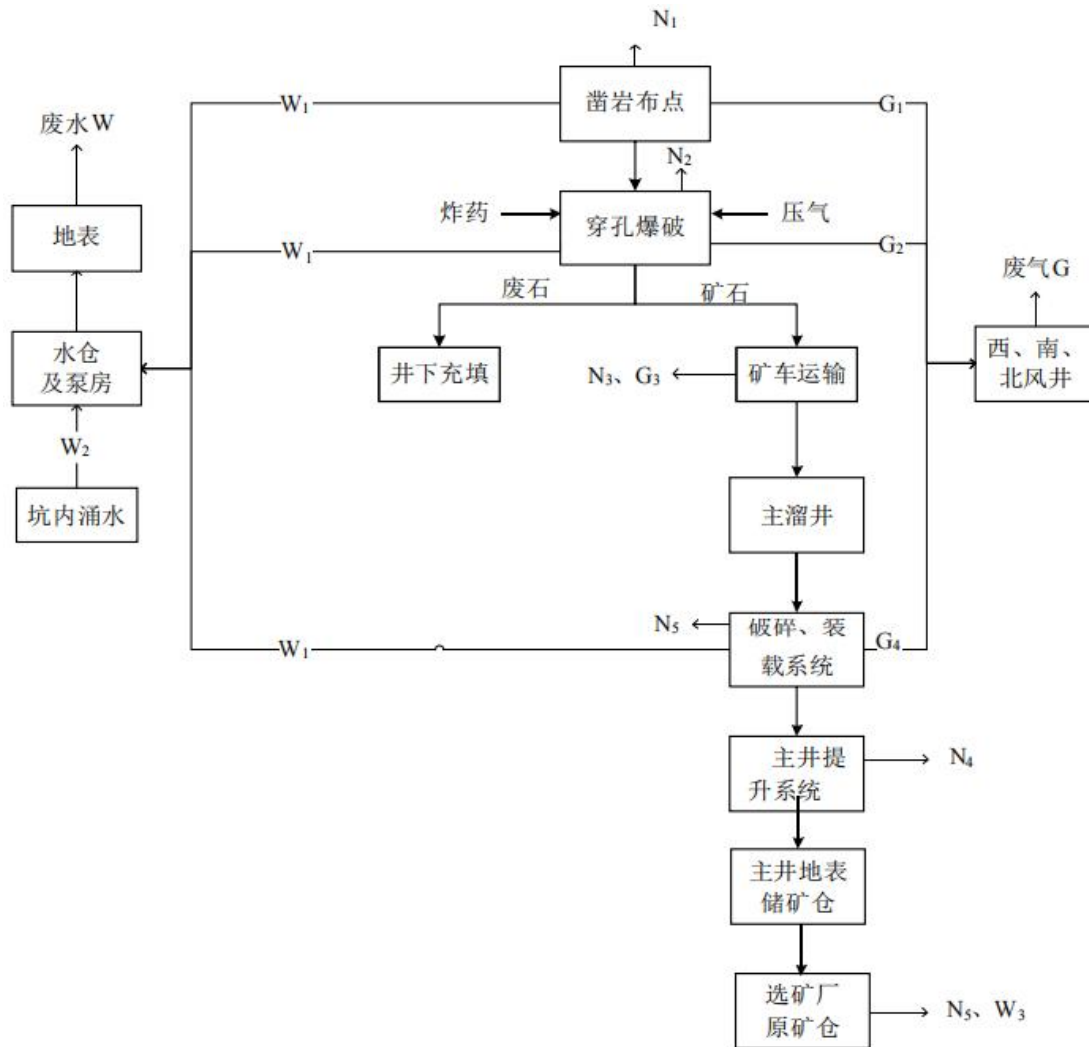 N₁
凿岩布点
W₁
G₁
废水W
N₂
地表
炸药
穿孔爆破
压气
W₁
G₂
废气G
废石
矿石
水仓
及泵房
井下充填
N₃、G₃
矿车运输
西、南、
北风井
W₂
坑内涌水
主溜井
N₅
破碎、装
载系统
W₁
G₄
主井提
升系统
N₄
主井地表
储矿仓
选矿厂
原矿仓
N₅、W₃